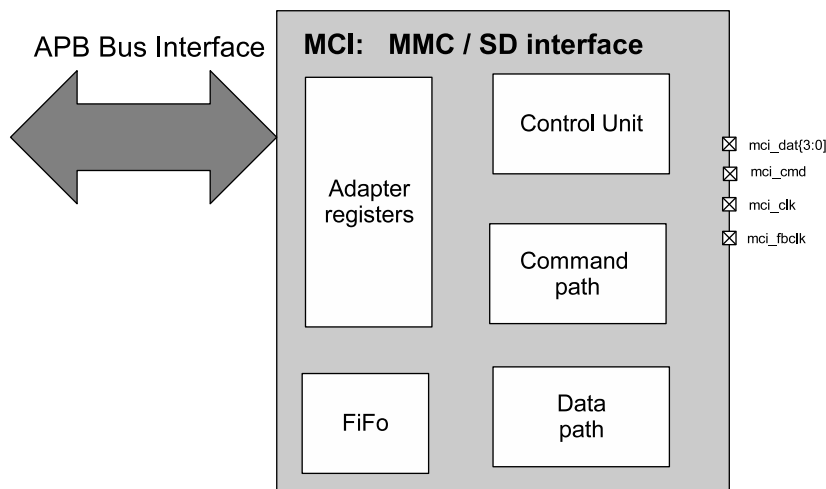 APB Bus Interface
MCI: MMC / SD interface
Adapter
registers
Control Unit
mci_dat{3:0]
mci_cmd
mci_clk
mci_fbclk
Command
path
FiFo
Data
path